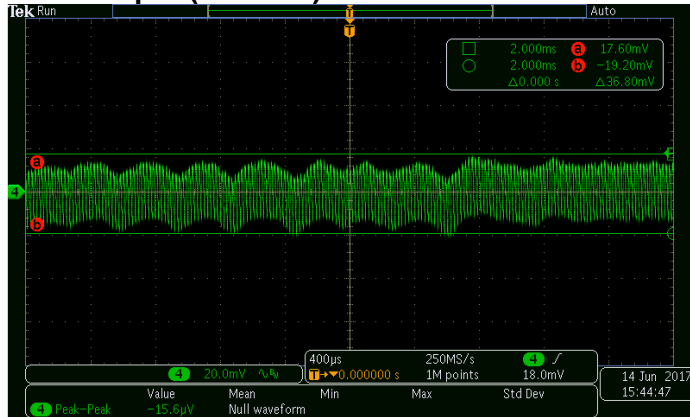 Tek Run Auto
T
2.000ms a 17.60mV
2.000ms b −19.20mV
△0.000 s △36.80mV
a
4
b
400µs 250MS/s 4
4 20.0mV T 0.000000 s 1M points 18.0mV
14 Jun 2017
15:44:47
Value Mean Min Max Std Dev
4 Peak-Peak −15.6µV Null waveform